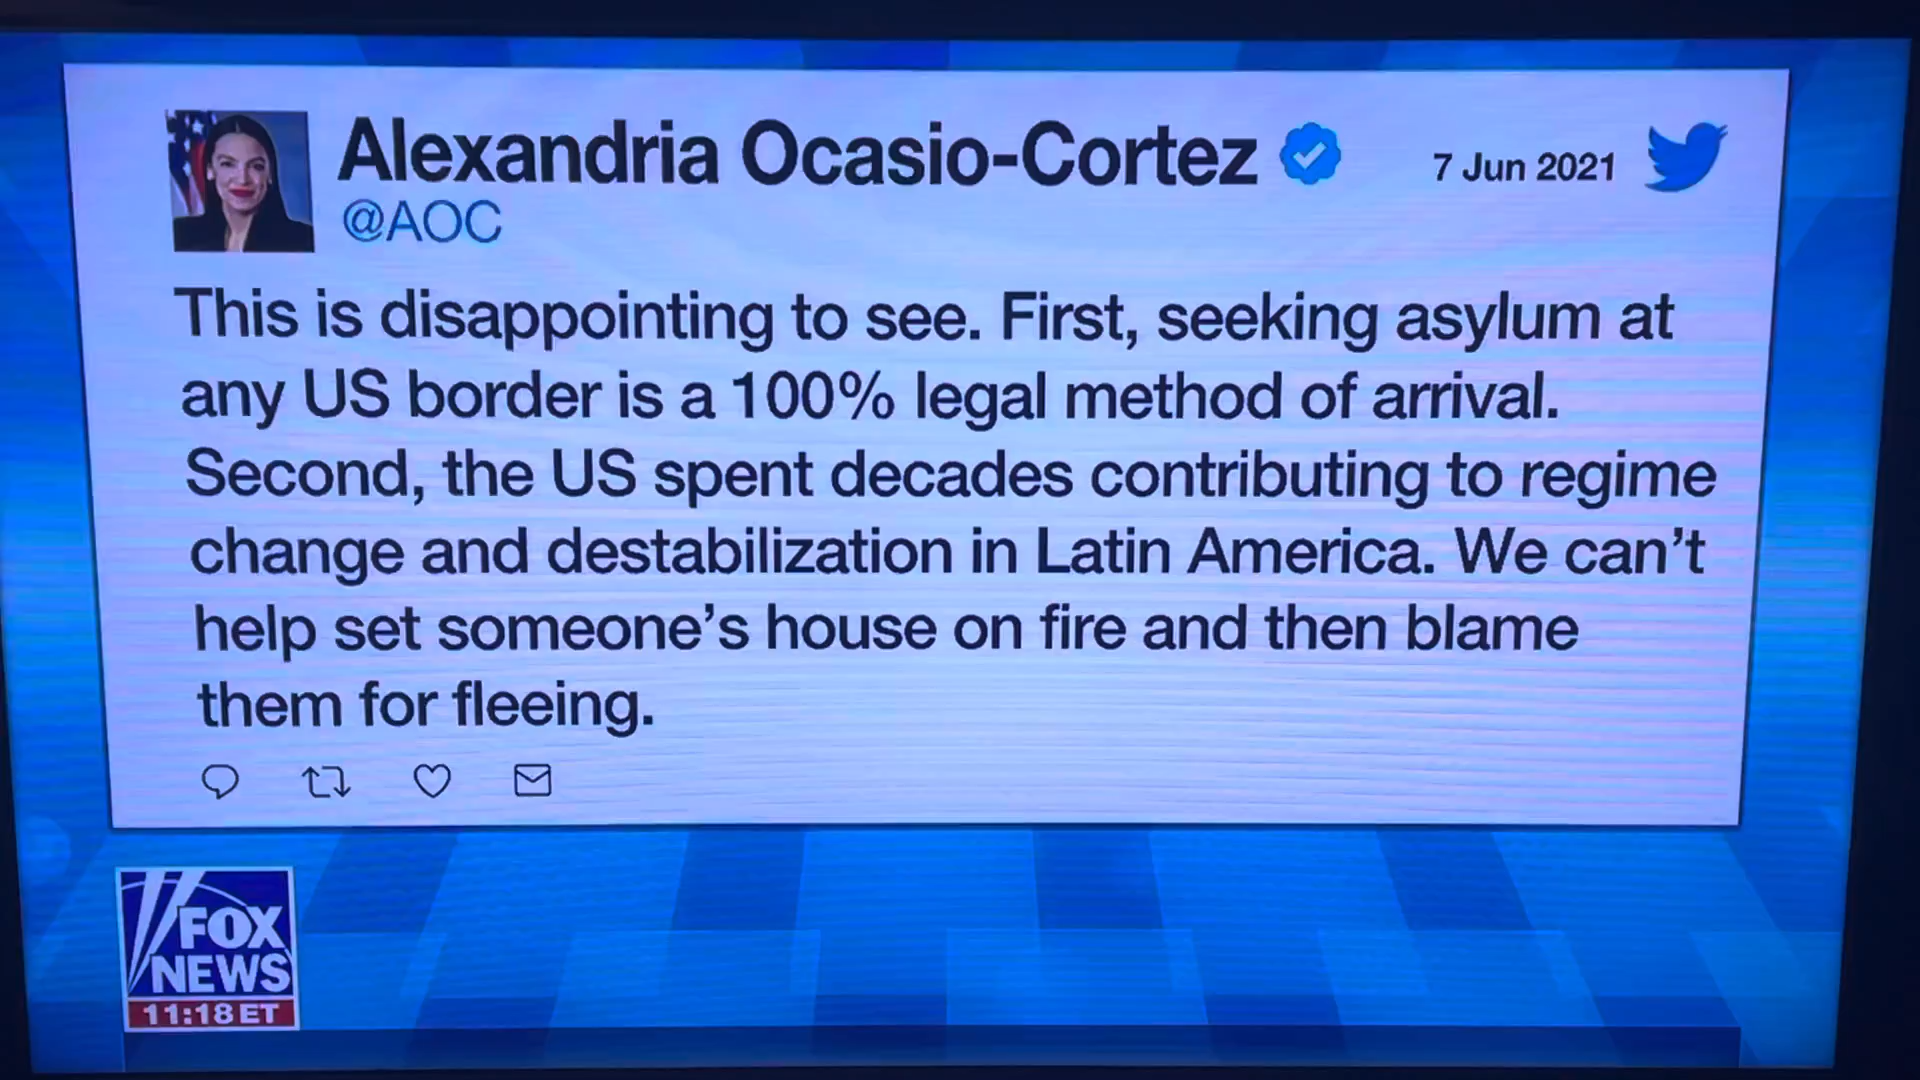 Alexandria Ocasio-Cortez
7 Jun 2021
@AOC
This is disappointing to see. First, seeking asylum at
any US border is a 100% legal method of arrival.
Second, the US spent decades contributing to regime
change and destabilization in Latin America. We can’t
help set someone’s house on fire and then blame
them for fleeing.
FOX
NEWS
11:18 ET